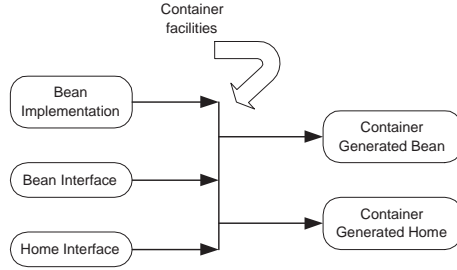 Container
facilities
Bean
Implementation
Bean Interface
Home Interface
Container
Generated Bean
Container
Generated Home